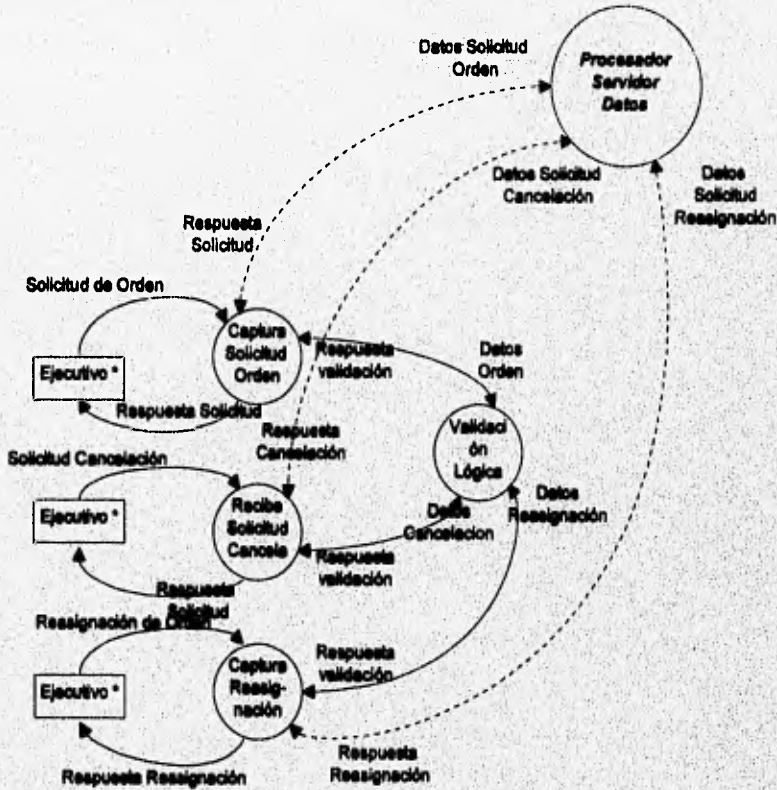 Datos Solicitud
Orden
Procesador
Servidor
Datos
Datos Solicitud
Cancelación
Datos
Solicitud
Reasignación
Respuesta
Solicitud
Solicitud de Orden
Captura
Solicitud
Orden
Respuesta
validación
Datos
Orden
Ejecutivo *
Respuesta Solicitud
Respuesta
Cancelación
Validaci
ón
Lógica
Solicitud Cancelación
Ejecutivo *
Recibe
Solicitud
Cancela
Datos
Cancelacion
Datos
Reasignación
Respuesta
validación
Respuesta
Solicitud
Reasignación de Orden
Ejecutivo *
Captura
Reasig-
nación
Respuesta
validación
Respuesta Reasignación
Respuesta
Reasignación